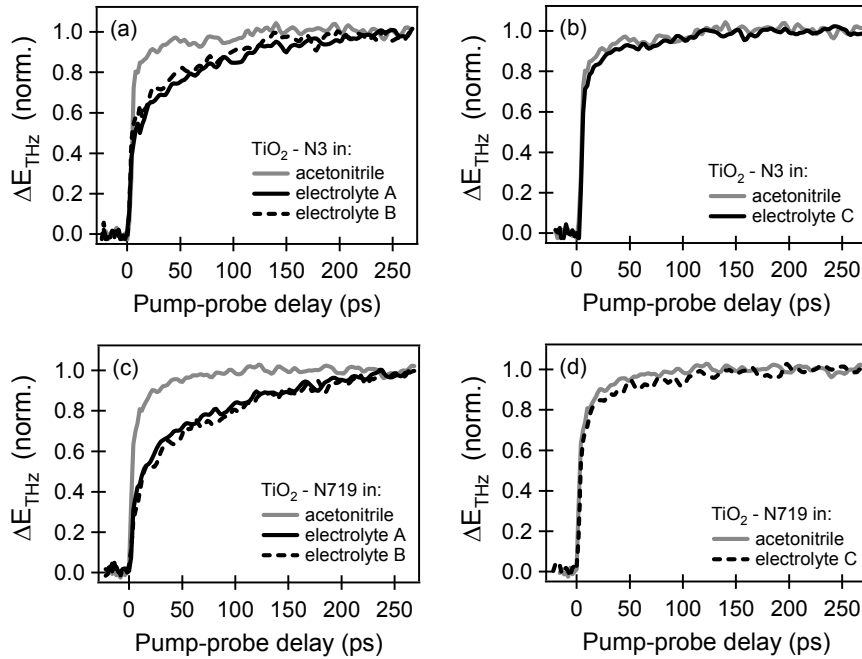 (a)
ΔE_THz (norm.)
1.0
0.8
0.6
0.4
0.2
0.0
TiO₂ - N3 in:
acetonitrile
electrolyte A
electrolyte B
0 50 100 150 200 250
Pump-probe delay (ps)
(b)
ΔE_THz (norm.)
1.0
0.8
0.6
0.4
0.2
0.0
TiO₂ - N3 in:
acetonitrile
electrolyte C
0 50 100 150 200 250
Pump-probe delay (ps)
(c)
ΔE_THz (norm.)
1.0
0.8
0.6
0.4
0.2
0.0
TiO₂ - N719 in:
acetonitrile
electrolyte A
electrolyte B
0 50 100 150 200 250
Pump-probe delay (ps)
(d)
ΔE_THz (norm.)
1.0
0.8
0.6
0.4
0.2
0.0
TiO₂ - N719 in:
acetonitrile
electrolyte C
0 50 100 150 200 250
Pump-probe delay (ps)